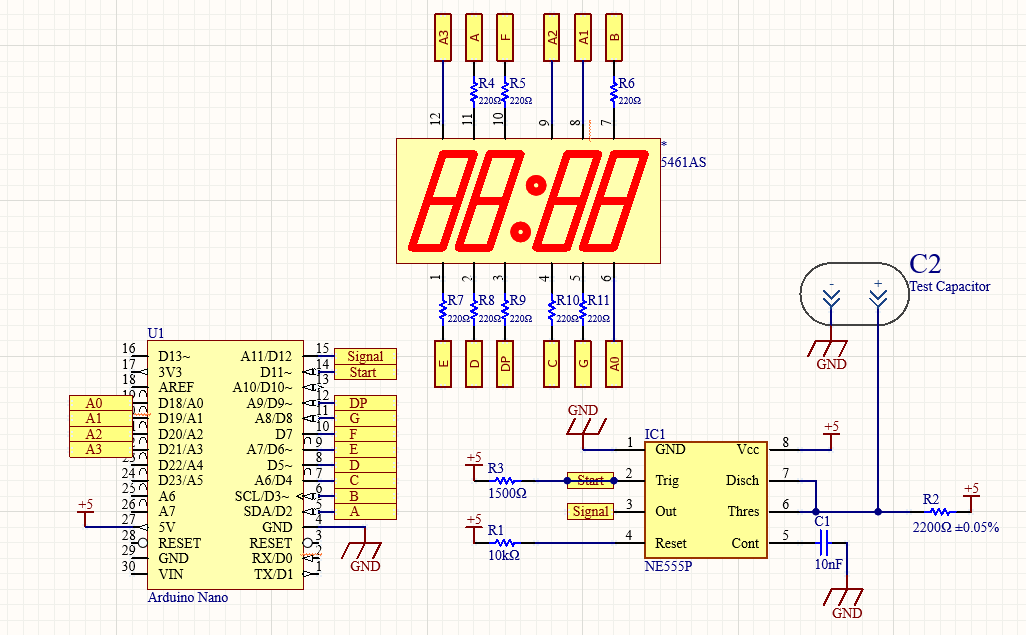 A3 A F A2 A1 B
R4 R5 R6
220Ω 220Ω 220Ω
12 11 10 9 8 7
*
5461AS
1 2 3 4 5 6
R7 R8 R9 R10 R11
220Ω 220Ω 220Ω 220Ω 220Ω
E D DP C G A0
C2
Test Capacitor
- +
GND
U1
16 D13~ A11/D12 15 Signal
17 3V3 D11~ 14 Start
18 AREF A10/D10~ 13
A0 D18/A0 A9/D9~ 12 DP
A1 D19/A1 A8/D8 11 G
A2 D20/A2 D7 10 F
A3 D21/A3 A7/D6~ 9 E
D22/A4 D5~ 8 D
24 D23/A5 A6/D4 7 C
25 A6 SCL/D3~ 6 B
26 A7 SDA/D2 5 A
+5 27 5V GND 4
28 RESET RESET 3
29 GND RX/D0 2
30 VIN TX/D1 1
GND
Arduino Nano
GND
IC1
1 GND Vcc 8 +5
+5 R3 1500Ω Start 2 Trig Disch 7
Signal 3 Out Thres 6
+5 R1 10kΩ 4 Reset Cont 5
NE555P
C1
10nF
GND
R2 +5
2200Ω ±0.05%